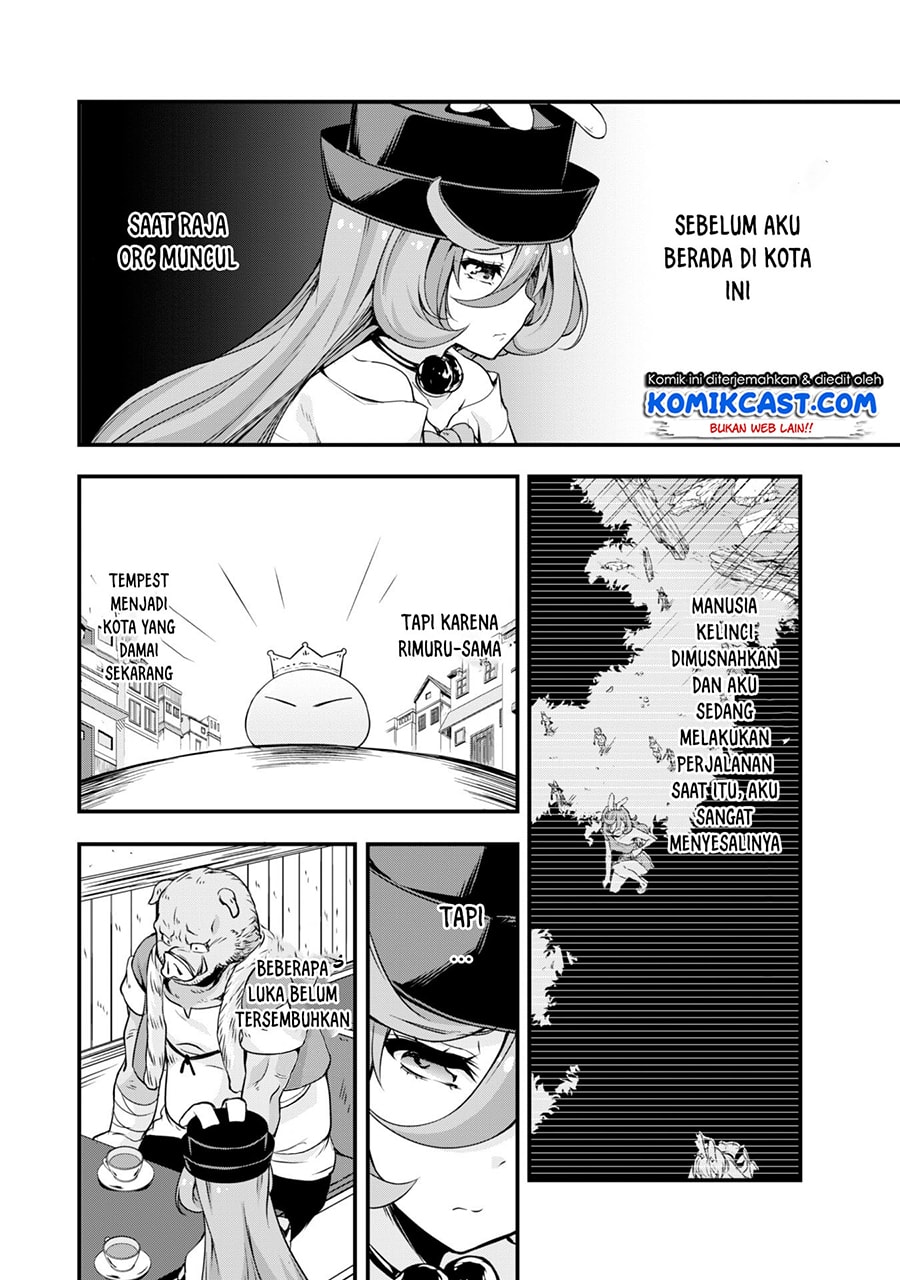 SEBELUM AKU
BERADA DI KOTA
INI
SAAT RAJA
ORC MUNCUL
Komik ini diterjemahkan & diedit oleh
KOMIKCAST.COM
BUKAN WEB LAIN!!
MANUSIA
KELINCI
DIMUSNAHKAN
DAN AKU
SEDANG
MELAKUKAN
PERJALANAN
SAAT ITU, AKU
SANGAT
MENYESALINYA
TAPI KARENA
RIMURU-SAMA
TEMPEST
MENJADI
KOTA YANG
DAMAI
SEKARANG
TAPI
...
BEBERAPA
LUKA BELUM
TERSEMBUHKAN